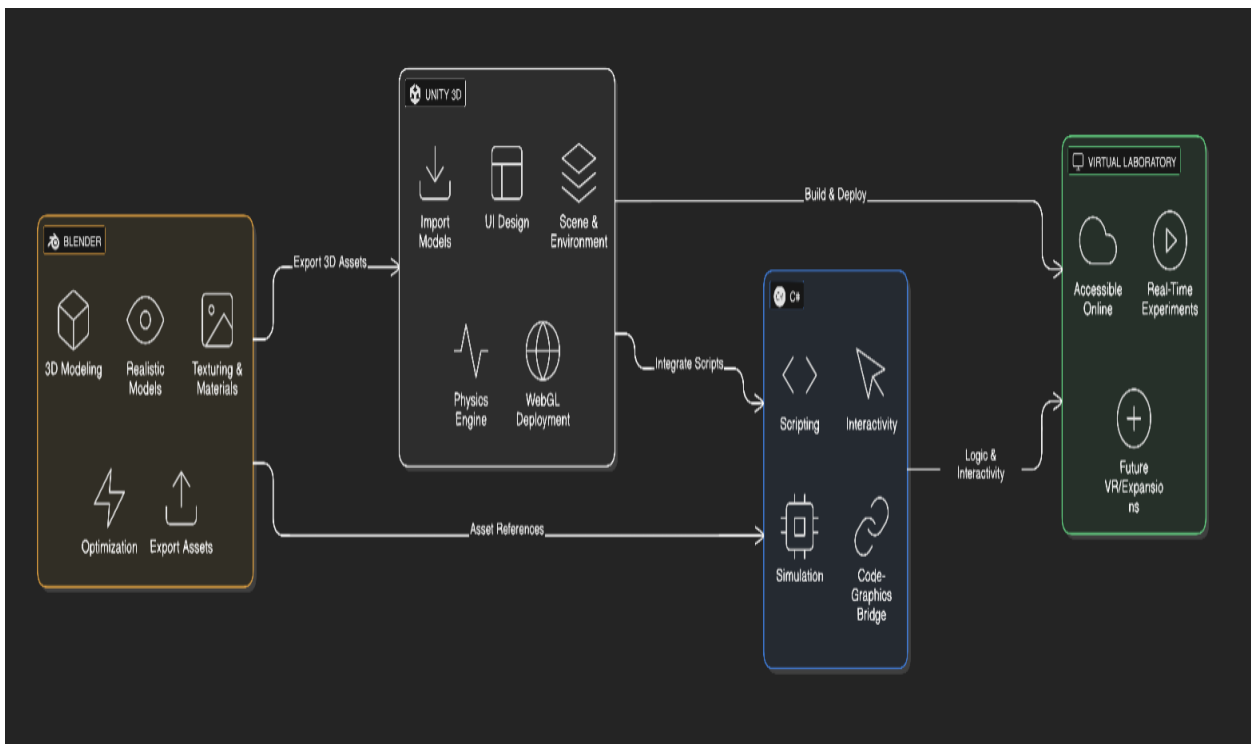 BLENDER
3D Modeling
Realistic
Models
Texturing &
Materials
Optimization
Export Assets
Export 3D Assets
Asset References
UNITY 3D
Import
Models
UI Design
Scene &
Environment
Physics
Engine
WebGL
Deployment
Build & Deploy
Integrate Scripts
C#
Scripting
Interactivity
Simulation
Code-
Graphics
Bridge
Logic &
Interactivity
VIRTUAL LABORATORY
Accessible
Online
Real-Time
Experiments
Future
VR/Expansio
ns